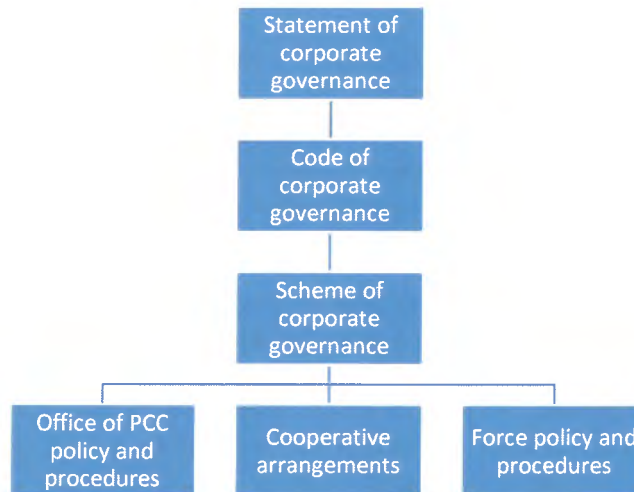 Statement of
corporate
governance
Code of
corporate
governance
Scheme of
corporate
governance
Office of PCC
policy and
procedures
Cooperative
arrangements
Force policy and
procedures